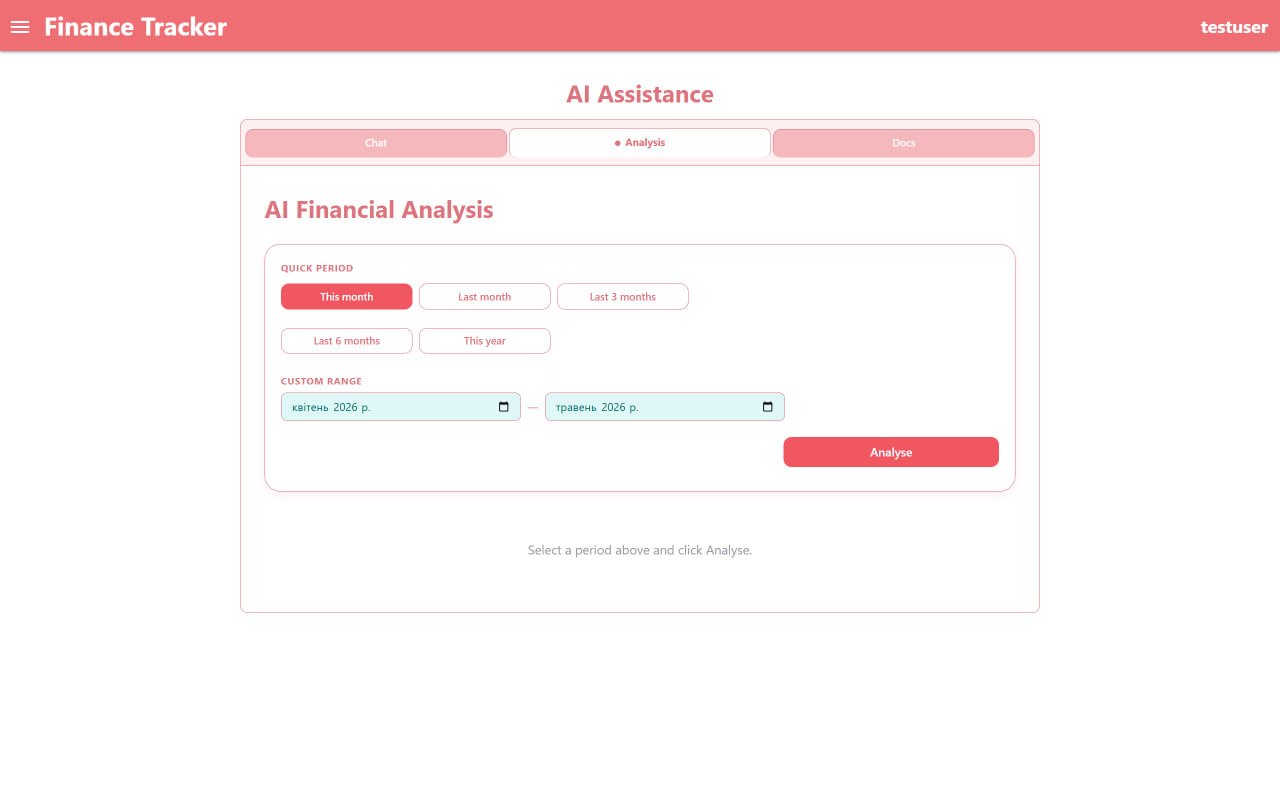 Finance Tracker
testuser
AI Assistance
Chat
Analysis
Docs
AI Financial Analysis
QUICK PERIOD
This month
Last month
Last 3 months
Last 6 months
This year
CUSTOM RANGE
квітень 2026 р.
—
травень 2026 р.
Analyse
Select a period above and click Analyse.